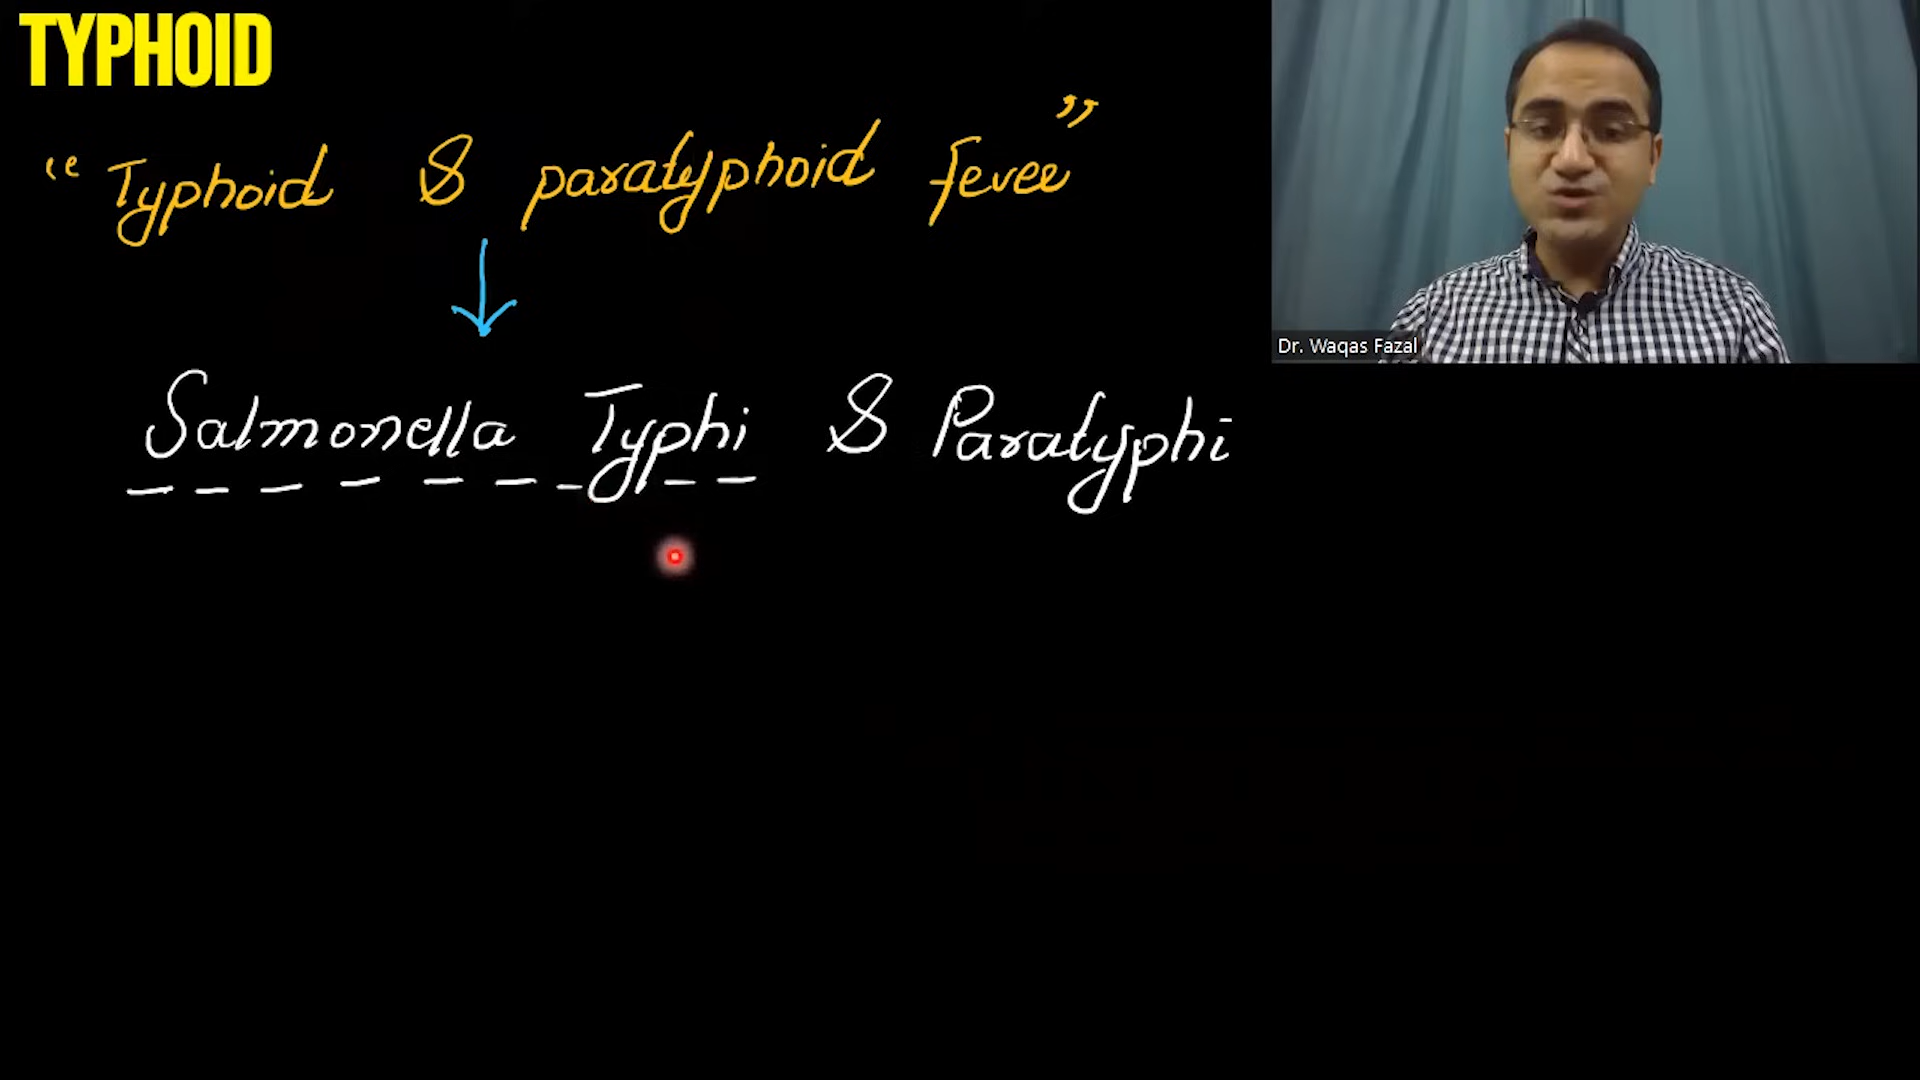 TYPHOID
"Typhoid & paratyphoid fever"
Salmonella Typhi & Paratyphi
Dr. Waqas Fazal